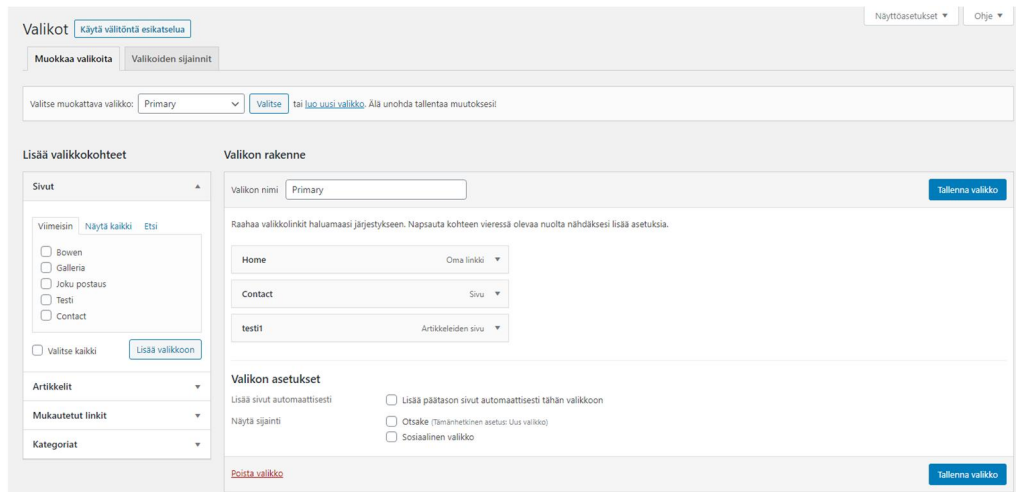 Näyttöasetukset ▼ Ohje ▼
Valikot Käytä välitöntä esikatselua
Muokkaa valikoita Valikoiden sijainnit
Valitse muokattava valikko: Primary Valitse tai luo uusi valikko. Älä unohda tallentaa muutoksesi!
Lisää valikkokohteet
Sivut
Viimeisin Näytä kaikki Etsi
Bowen
Galleria
Joku postaus
Testi
Contact
Valitse kaikki Lisää valikkoon
Artikkelit
Mukautetut linkit
Kategoriat
Valikon rakenne
Valikon nimi Primary Tallenna valikko
Raahaa valikkolinkit haluamaasi järjestykseen. Napsauta kohteen vieressä olevaa nuolta nähdäksesi lisää asetuksia.
Home Oma linkki
Contact Sivu
testi1 Artikkeleiden sivu
Valikon asetukset
Lisää sivut automaattisesti Lisää päätason sivut automaattisesti tähän valikkoon
Näytä sijainti Otsake (Tämänhetkinen asetus: Uus valikko)
Sosiaalinen valikko
Poista valikko Tallenna valikko